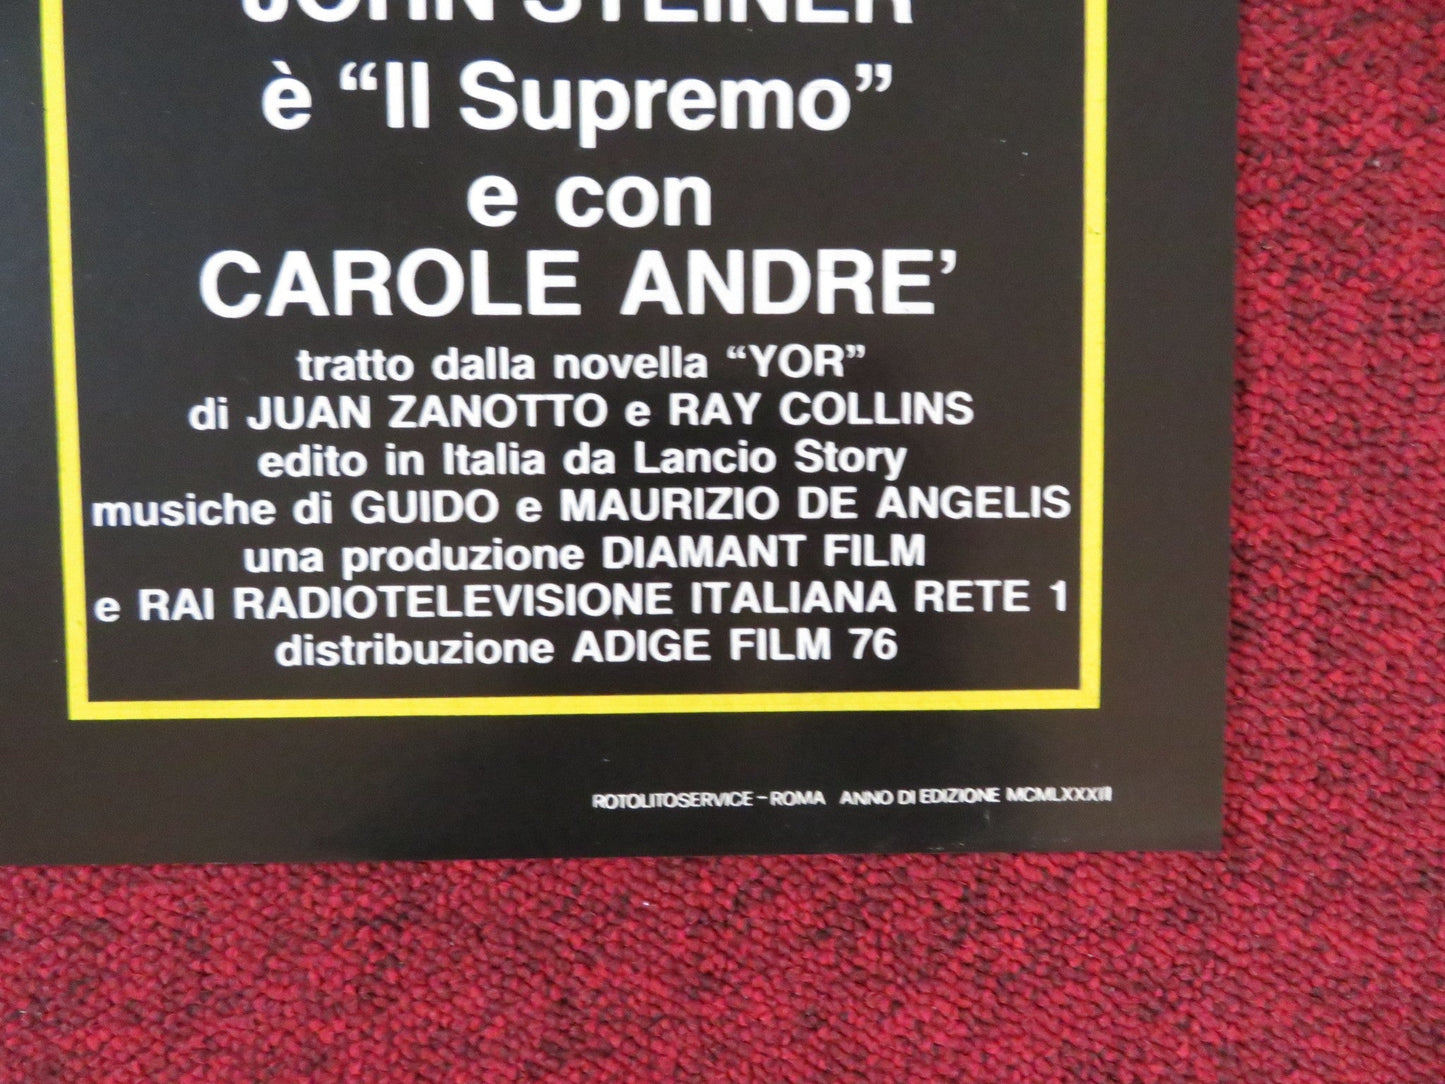 JOHN STEINER
è “Il Supremo”
e con
CAROLE ANDRE’
tratto dalla novella “YOR”
di JUAN ZANOTTO e RAY COLLINS
edito in Italia da Lancio Story
musiche di GUIDO e MAURIZIO DE ANGELIS
una produzione DIAMANT FILM
e RAI RADIOTELEVISIONE ITALIANA RETE 1
distribuzione ADIGE FILM 76
ROTOLITOSERVICE - ROMA ANNO DI EDIZIONE MCMLXXXIII